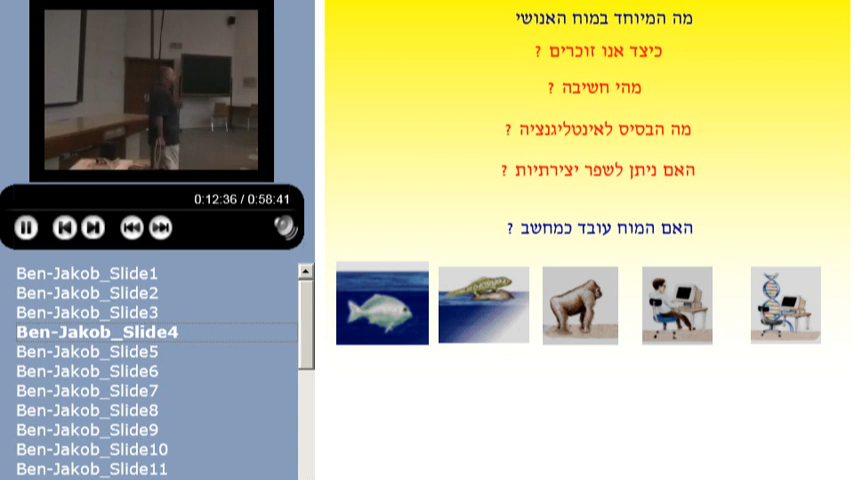 0:12:36 / 0:58:41
Ben-Jakob_Slide1
Ben-Jakob_Slide2
Ben-Jakob_Slide3
Ben-Jakob_Slide4
Ben-Jakob_Slide5
Ben-Jakob_Slide6
Ben-Jakob_Slide7
Ben-Jakob_Slide8
Ben-Jakob_Slide9
Ben-Jakob_Slide10
Ben-Jakob_Slide11
מה המיוחד במוח האנושי
כיצד אנו זוכרים ?
מהי חשיבה ?
מה הבסיס לאינטליגנציה ?
האם ניתן לשפר יצירתיות ?
האם המוח עובד כמחשב ?